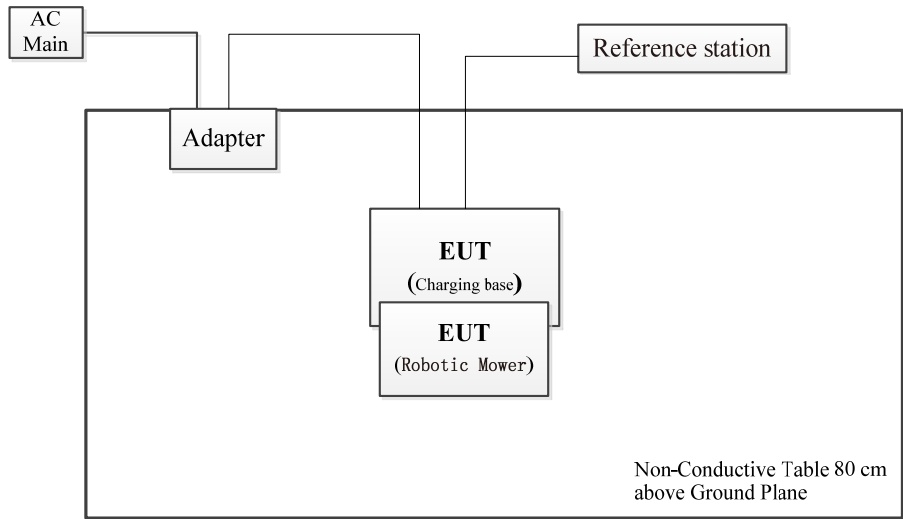 AC
Main
Reference station
Adapter
EUT
(Charging base)
EUT
(Robotic Mower)
Non-Conductive Table 80 cm
above Ground Plane